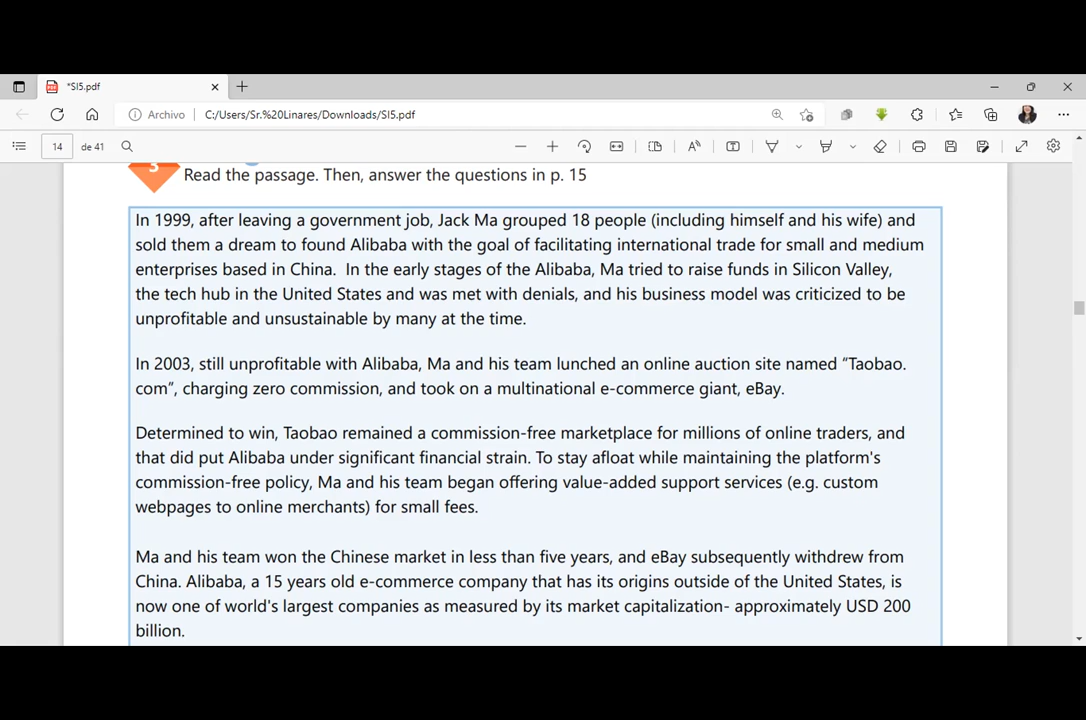 *SI5.pdf
Archivo
C:/Users/Sr.%20Linares/Downloads/SI5.pdf
14
de 41
Read the passage. Then, answer the questions in p. 15
In 1999, after leaving a government job, Jack Ma grouped 18 people (including himself and his wife) and
sold them a dream to found Alibaba with the goal of facilitating international trade for small and medium
enterprises based in China.  In the early stages of the Alibaba, Ma tried to raise funds in Silicon Valley,
the tech hub in the United States and was met with denials, and his business model was criticized to be
unprofitable and unsustainable by many at the time.
In 2003, still unprofitable with Alibaba, Ma and his team lunched an online auction site named “Taobao.
com”, charging zero commission, and took on a multinational e-commerce giant, eBay.
Determined to win, Taobao remained a commission-free marketplace for millions of online traders, and
that did put Alibaba under significant financial strain. To stay afloat while maintaining the platform's
commission-free policy, Ma and his team began offering value-added support services (e.g. custom
webpages to online merchants) for small fees.
Ma and his team won the Chinese market in less than five years, and eBay subsequently withdrew from
China. Alibaba, a 15 years old e-commerce company that has its origins outside of the United States, is
now one of world's largest companies as measured by its market capitalization- approximately USD 200
billion.